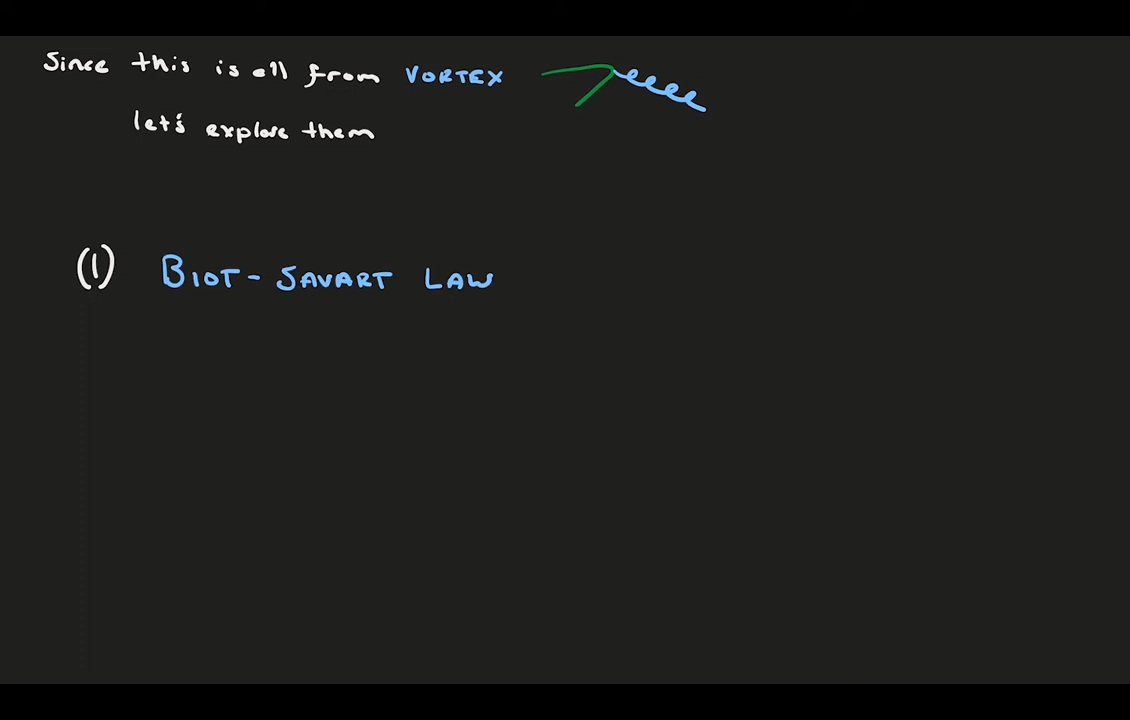 Since this is all from VORTEX
let's explore them
(1) BIOT-SAVART LAW